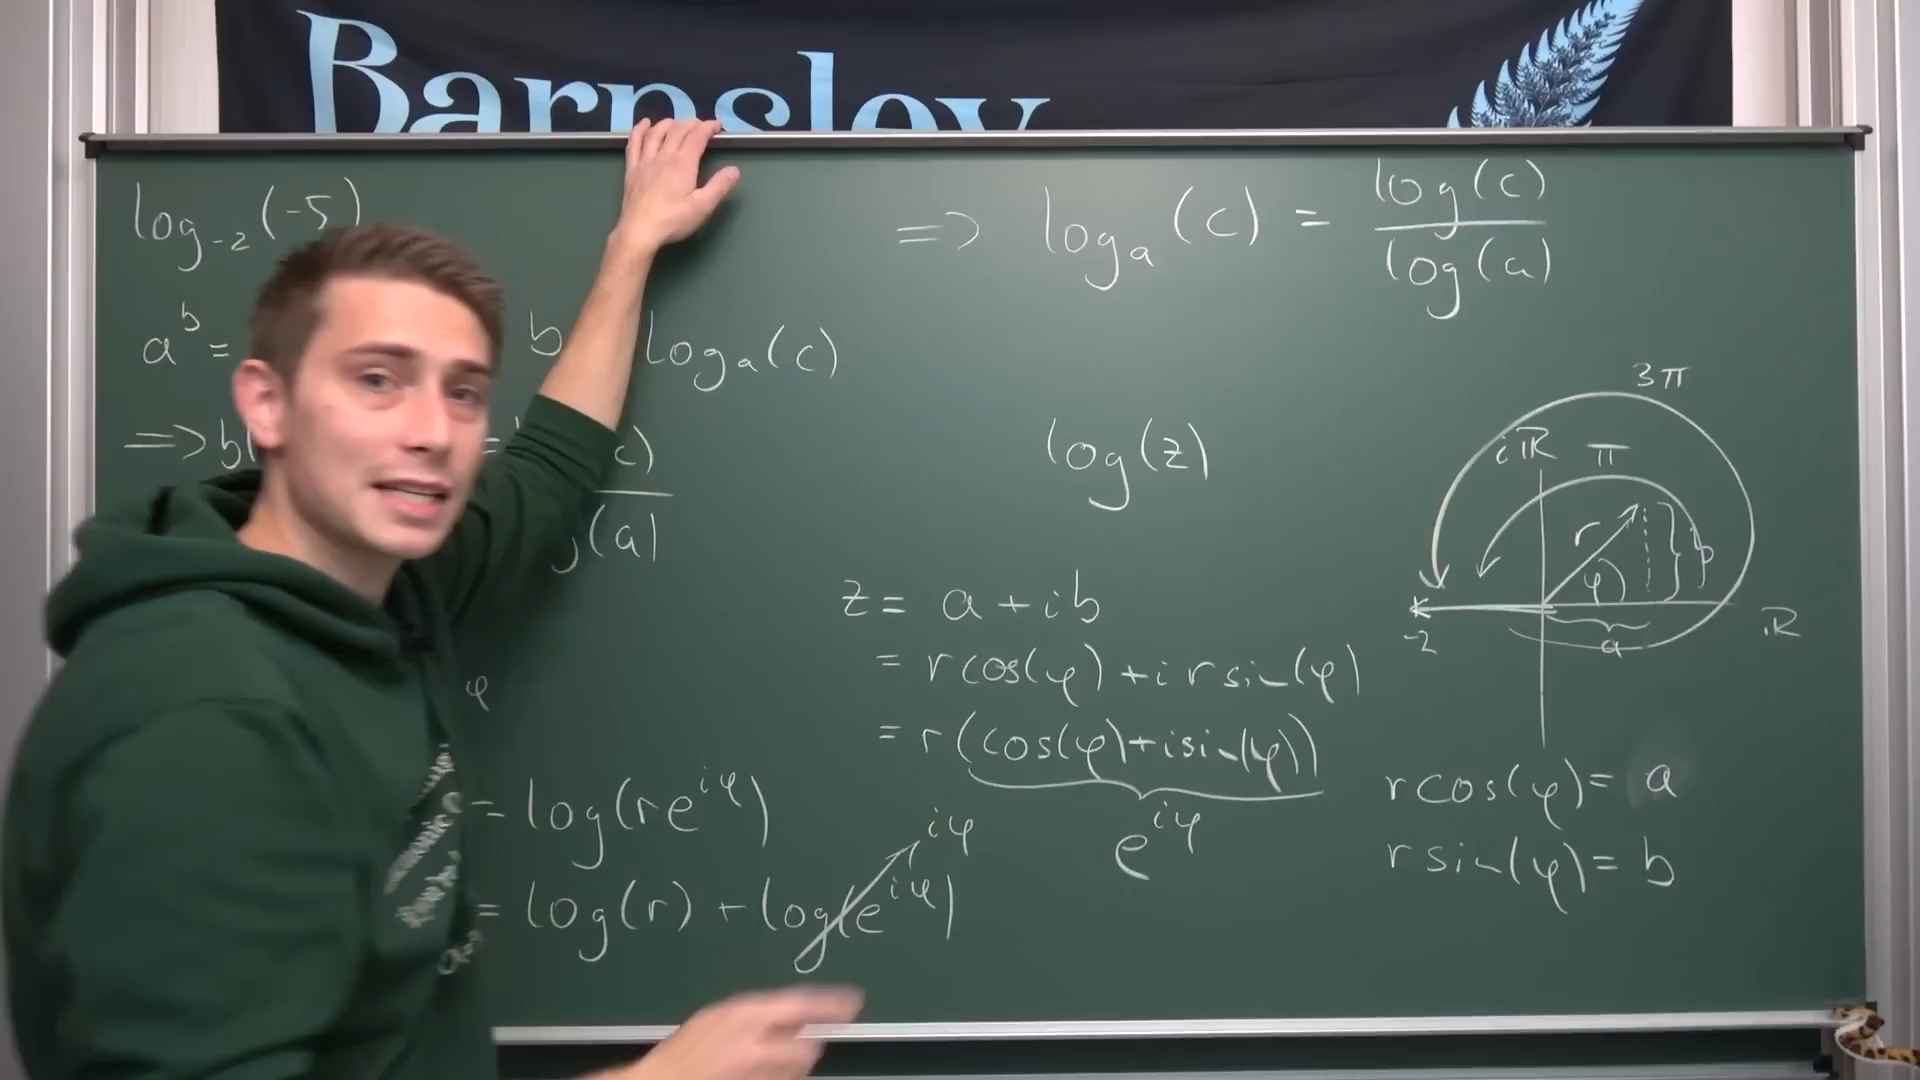 Barnsley
log₋₂(-5)
aᵇ = b logₐ(c)
=> b = c)
(a)
φ
= log(re^{iφ})
= log(r) + log(e^{iφ})
iφ
=> logₐ(c) = log(c) / log(a)
log(z)
z = a + ib
= r cos(φ) + i r sin(φ)
= r(cos(φ) + i sin(φ))
e^{iφ}
3π
iℝ
π
r
φ
b
-2
a
ℝ
r cos(φ) = a
r sin(φ) = b